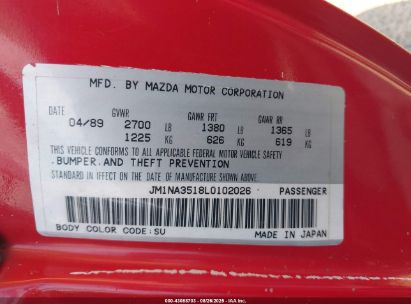 MFD. BY MAZDA MOTOR CORPORATION
DATE GVWR GAWR FR GAWR RR
04/89 2700 LB 1380 LB 1365 LB
1225 KG 626 KG 619 KG
THIS VEHICLE CONFORMS TO ALL APPLICABLE FEDERAL MOTOR VEHICLE SAFETY
,BUMPER,AND THEFT PREVENTION
STANDARDS IN EFFECT ON THE DATE OF MANUFACTURE SHOWN ABOVE.
JM1NA3518L0102026 PASSENGER
BODY COLOR CODE:SU MADE IN JAPAN